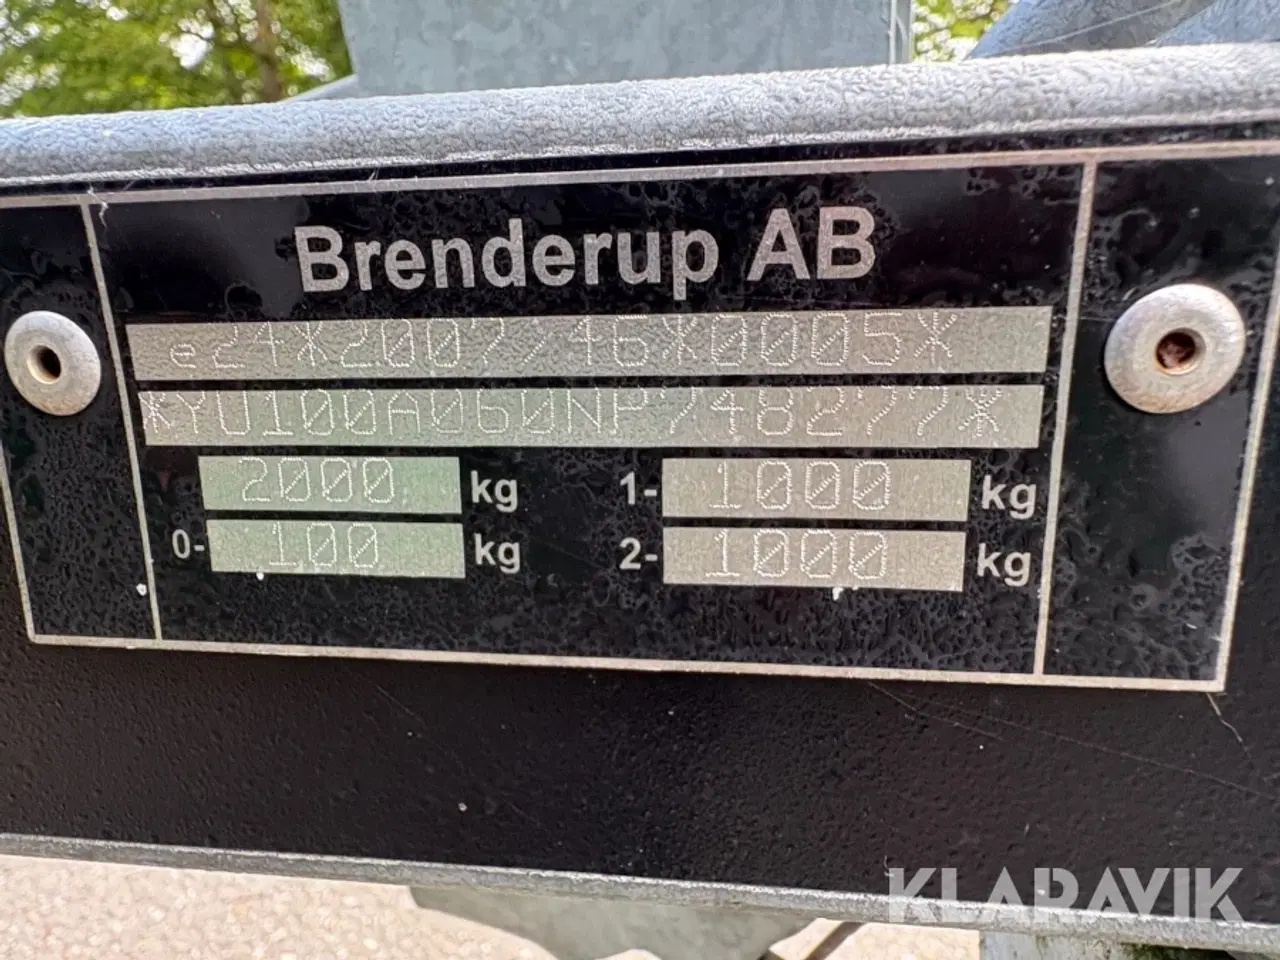 Brenderup AB
e24*2007/46*0005*
*YU100A060NP748277*
2000 kg 1- 1000 kg
0- 100 kg 2- 1000 kg
KLARAVIK